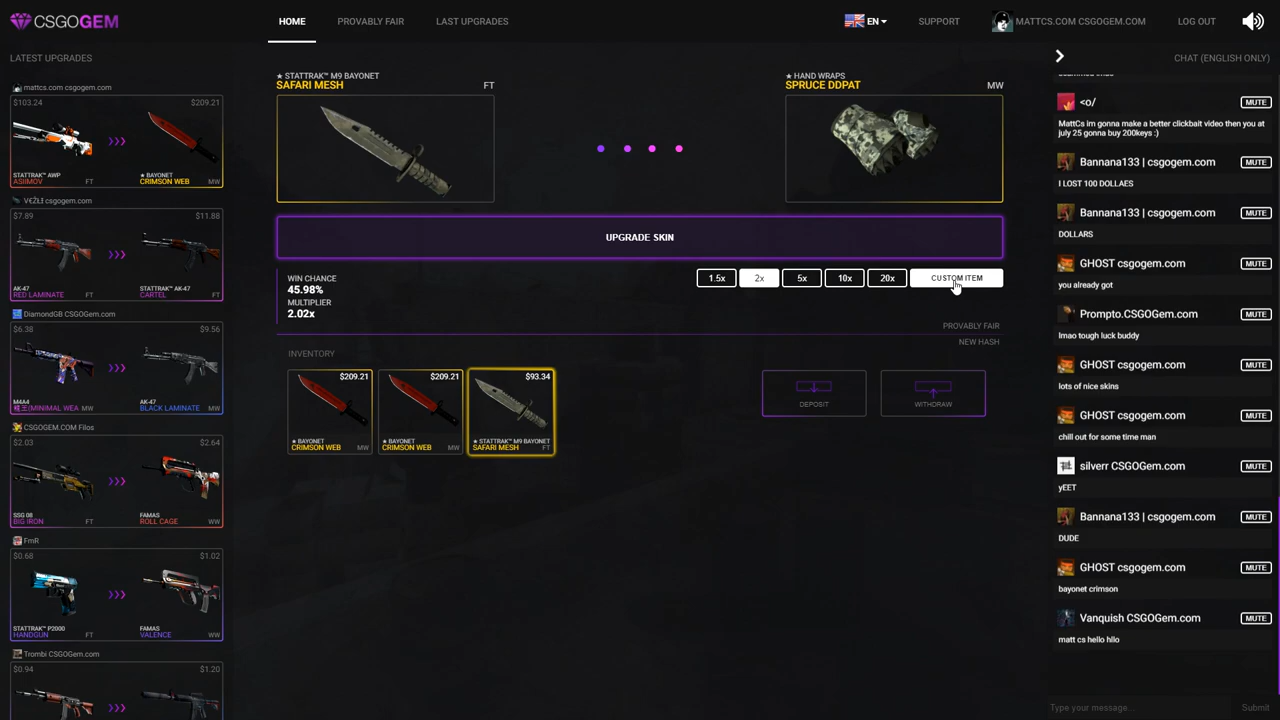 CSGOGEM
HOME
PROVABLY FAIR
LAST UPGRADES
EN
SUPPORT
MATTCS.COM CSGOGEM.COM
LOG OUT
LATEST UPGRADES
mattcs.com csgogem.com
$103.24
$209.21
STATTRAK™ AWP
ASIIMOV
FT
★ BAYONET
CRIMSON WEB
MW
V€ŽŁŁ csgogem.com
$7.89
$11.88
AK-47
RED LAMINATE
FT
STATTRAK™ AK-47
CARTEL
FT
DiamondGB CSGOGem.com
$6.38
$9.56
M4A4
(MINIMAL WEA
MW
AK-47
BLACK LAMINATE
FT
CSGOGEM.COM Filos
$2.03
$2.64
SSG 08
BIG IRON
FT
FAMAS
ROLL CAGE
WW
FmR
$0.68
$1.02
STATTRAK™ P2000
HANDGUN
FT
FAMAS
VALENCE
WW
Trombi CSGOGem.com
$0.94
$1.20
★ STATTRAK™ M9 BAYONET
SAFARI MESH
FT
★ HAND WRAPS
SPRUCE DDPAT
MW
UPGRADE SKIN
WIN CHANCE
45.98%
MULTIPLIER
2.02x
1.5x
2x
5x
10x
20x
CUSTOM ITEM
PROVABLY FAIR
NEW HASH
INVENTORY
$209.21
★ BAYONET
CRIMSON WEB
MW
$209.21
★ BAYONET
CRIMSON WEB
MW
$93.34
★ STATTRAK™ M9 BAYONET
SAFARI MESH
FT
DEPOSIT
WITHDRAW
CHAT (ENGLISH ONLY)
<o/
MUTE
MattCs im gonna make a better clickbait video then you at
july 25 gonna buy 200keys :)
Bannana133 | csgogem.com
MUTE
I LOST 100 DOLLAES
Bannana133 | csgogem.com
MUTE
DOLLARS
GHOST csgogem.com
MUTE
you already got
Prompto.CSGOGem.com
MUTE
lmao tough luck buddy
GHOST csgogem.com
MUTE
lots of nice skins
GHOST csgogem.com
MUTE
chill out for some time man
silverr CSGOGem.com
MUTE
yEET
Bannana133 | csgogem.com
MUTE
DUDE
GHOST csgogem.com
MUTE
bayonet crimson
Vanquish CSGOGem.com
MUTE
matt cs hello hllo
Type your message...
Submit